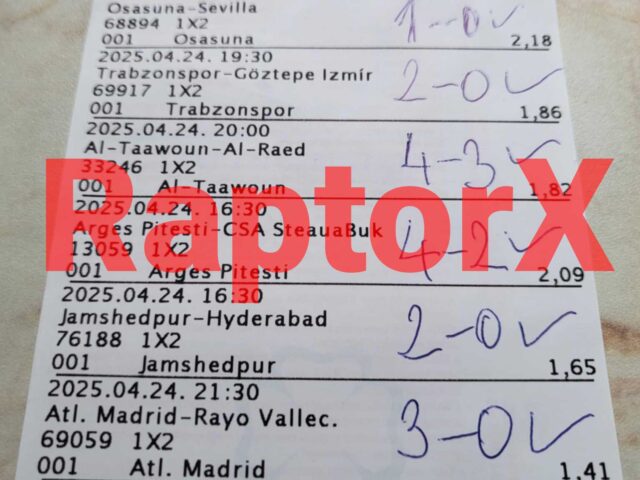 Osasuna-Sevilla
68894 1X2 1-0 ✓
001 Osasuna 2,18
2025.04.24. 19:30
Trabzonspor-Göztepe Izmír
69917 1X2 2-0 ✓
001 Trabzonspor 1,86
2025.04.24. 20:00
Al-Taawoun-Al-Raed
33246 1X2 4-3 ✓
001 Al-Taawoun 1,82
RaptorX
2025.04.24. 16:30
Arges Pitesti-CSA SteauaBuk
13059 1X2 4-2 ✓
001 Arges Pitesti 2,09
2025.04.24. 16:30
Jamshedpur-Hyderabad
76188 1X2 2-0 ✓
001 Jamshedpur 1,65
2025.04.24. 21:30
Atl. Madrid-Rayo Vallec.
69059 1X2 3-0 ✓
001 Atl. Madrid 1,41